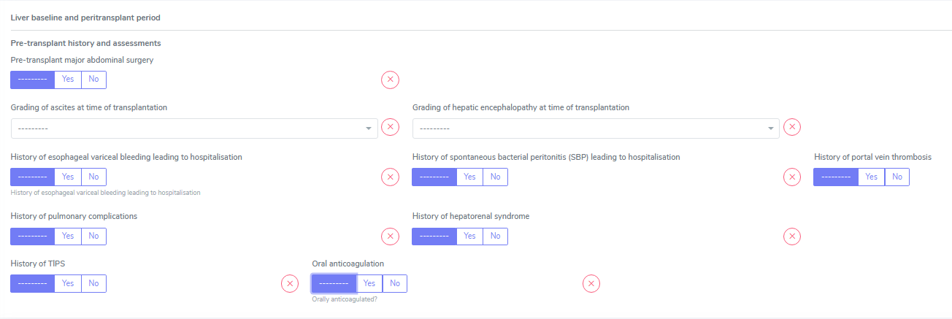 Liver baseline and peritransplant period
Pre-transplant history and assessments
Pre-transplant major abdominal surgery
--------- Yes No
Grading of ascites at time of transplantation Grading of hepatic encephalopathy at time of transplantation
--------- ---------
History of esophageal variceal bleeding leading to hospitalisation History of spontaneous bacterial peritonitis (SBP) leading to hospitalisation History of portal vein thrombosis
--------- Yes No --------- Yes No --------- Yes No
History of esophageal variceal bleeding leading to hospitalisation
History of pulmonary complications History of hepatorenal syndrome
--------- Yes No --------- Yes No
History of TIPS Oral anticoagulation
--------- Yes No --------- Yes No
Orally anticoagulated?